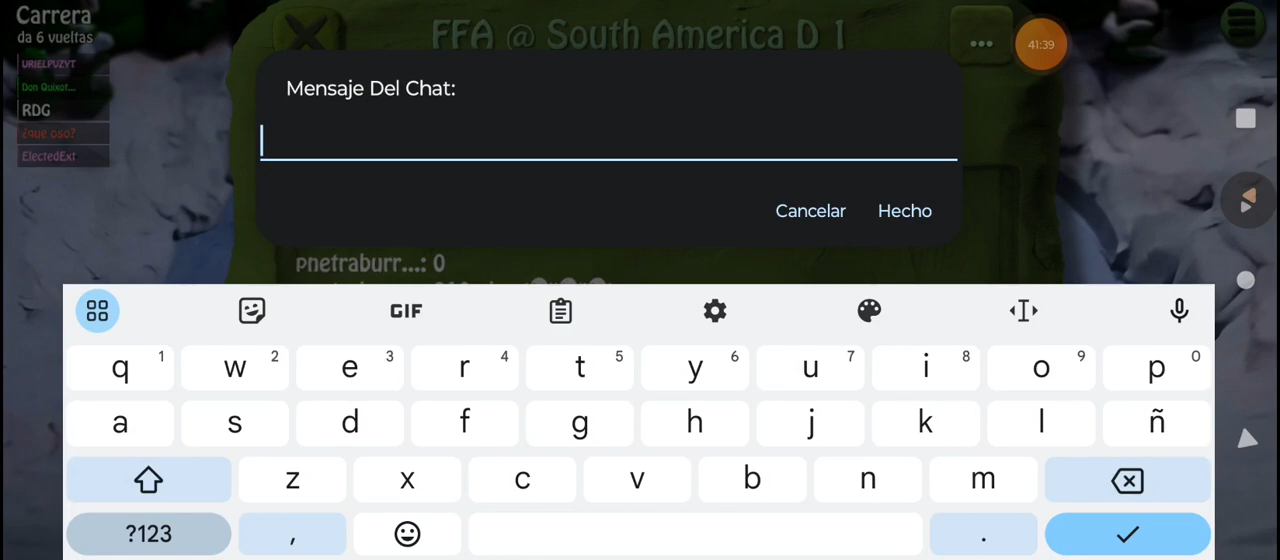 Carrera
da 6 vueltas
URIELPVZYT
Don Quixot...
RDG
¿que oso?
ElectedExt
FFA @ South America D 1
41:39
Mensaje Del Chat:
Cancelar Hecho
pnetraburr...: 0
GIF
q 1 w 2 e 3 r 4 t 5 y 6 u 7 i 8 o 9 p 0
a s d f g h j k l ñ
z x c v b n m
?123 , .